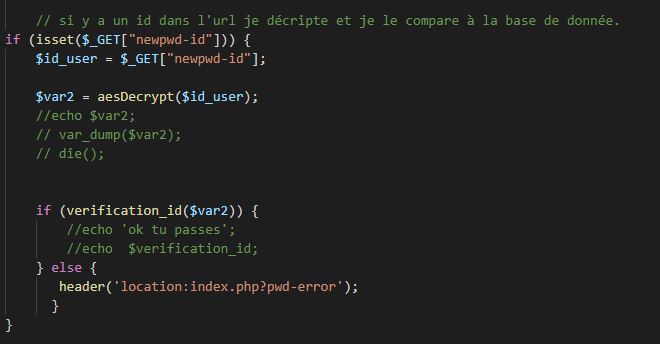 // si y a un id dans l'url je décripte et je le compare à la base de donnée.
if (isset($_GET["newpwd-id"])) {
$id_user = $_GET["newpwd-id"];
$var2 = aesDecrypt($id_user);
//echo $var2;
// var_dump($var2);
// die();
if (verification_id($var2)) {
//echo 'ok tu passes';
//echo  $verification_id;
} else {
header('location:index.php?pwd-error');
}
}